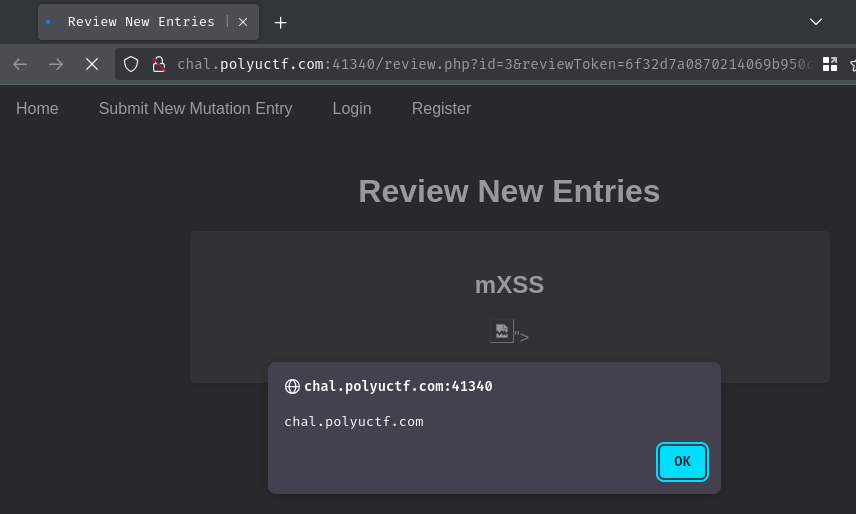 Review New Entries |
chal.polyuctf.com:41340/review.php?id=3&reviewToken=6f32d7a0870214069b950c
Home Submit New Mutation Entry Login Register
Review New Entries
mXSS
">
chal.polyuctf.com:41340
chal.polyuctf.com
OK